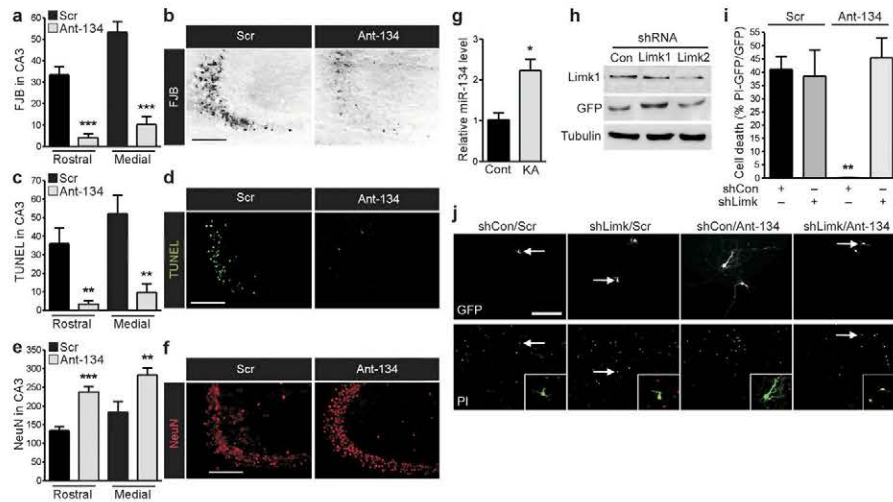 a
Scr
Ant-134
FJB in CA3
60
50
40
30
20
10
0
***
***
Rostral
Medial
b
Scr
Ant-134
FJB
c
Scr
Ant-134
TUNEL in CA3
70
60
50
40
30
20
10
0
**
**
Rostral
Medial
d
Scr
Ant-134
TUNEL
e
Scr
Ant-134
NeuN in CA3
350
300
250
200
150
100
50
0
***
**
Rostral
Medial
f
Scr
Ant-134
NeuN
g
Relative miR-134 level
3
2
1
0
*
Cont
KA
h
shRNA
Con Limk1 Limk2
Limk1
GFP
Tubulin
i
Scr
Ant-134
Cell death (% PI-GFP/GFP)
50
45
40
35
30
25
20
15
10
5
0
**
shCon + – + –
shLimk – + – +
j
shCon/Scr
shLimk/Scr
shCon/Ant-134
shLimk/Ant-134
GFP
PI